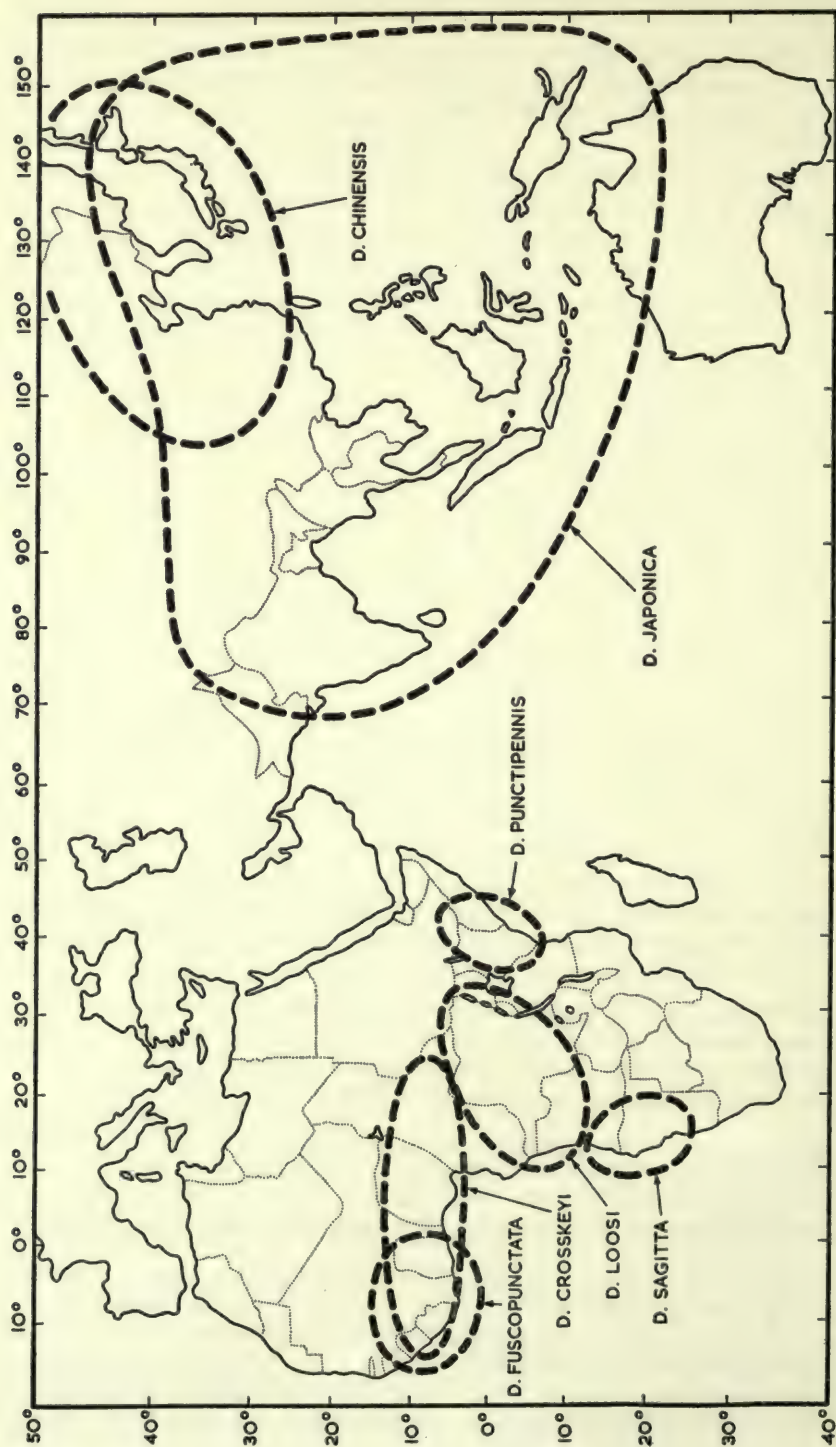 10° 0° 10° 20° 30° 40° 50° 60° 70° 80° 90° 100° 110° 120° 130° 140° 150°
50°
40°
30°
20°
10°
0°
10°
20°
30°
40°
D. CHINENSIS
D. PUNCTIPENNIS
D. JAPONICA
D. FUSCOPUNCTATA
D. CROSSKEYI
D. LOOSI
D. SAGITTA